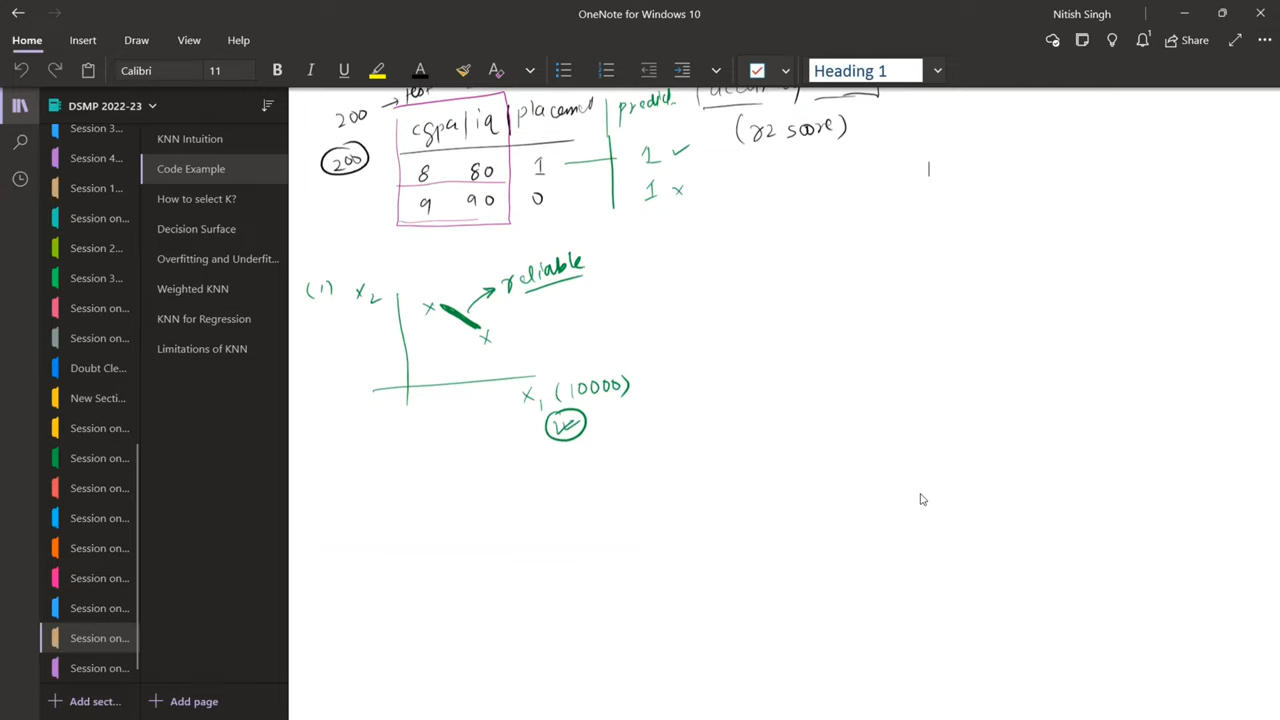 OneNote for Windows 10
Nitish Singh
Home
Insert
Draw
View
Help
Share
Calibri
11
B
I
U
A
Heading 1
DSMP 2022-23
Session 3...
Session 4...
Session 1...
Session on...
Session 2...
Session 3...
Session on...
Session on...
Doubt Cle...
New Secti...
Session on...
Session on...
Session on...
Session on...
Session on...
Session on...
Session on...
Session on...
Session on...
Add sect...
KNN Intuition
Code Example
How to select K?
Decision Surface
Overfitting and Underfit...
Weighted KNN
KNN for Regression
Limitations of KNN
Add page
200
cgpa | iq placement predict.
(r2 score)
200 8 80 1 1 ✓
9 90 0 1 x
reliable
(1) x2
x
x
x1 (10000)